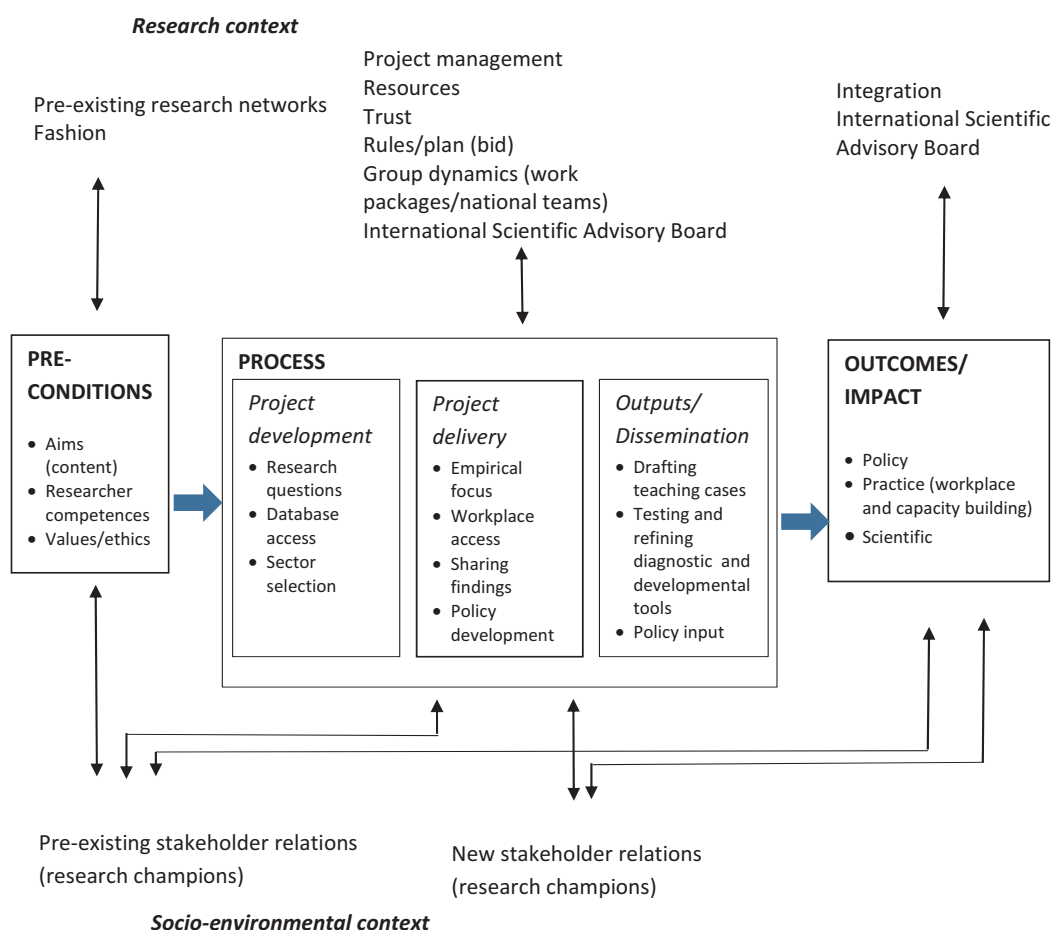 Research context
Pre-existing research networks
Fashion
Project management
Resources
Trust
Rules/plan (bid)
Group dynamics (work
packages/national teams)
International Scientific Advisory Board
Integration
International Scientific
Advisory Board
PRE-
CONDITIONS
• Aims
(content)
• Researcher
competences
• Values/ethics
PROCESS
Project
development
• Research
questions
• Database
access
• Sector
selection
Project
delivery
• Empirical
focus
• Workplace
access
• Sharing
findings
• Policy
development
Outputs/
Dissemination
• Drafting
teaching cases
• Testing and
refining
diagnostic and
developmental
tools
• Policy input
OUTCOMES/
IMPACT
• Policy
• Practice (workplace
and capacity building)
• Scientific
Pre-existing stakeholder relations
(research champions)
New stakeholder relations
(research champions)
Socio-environmental context